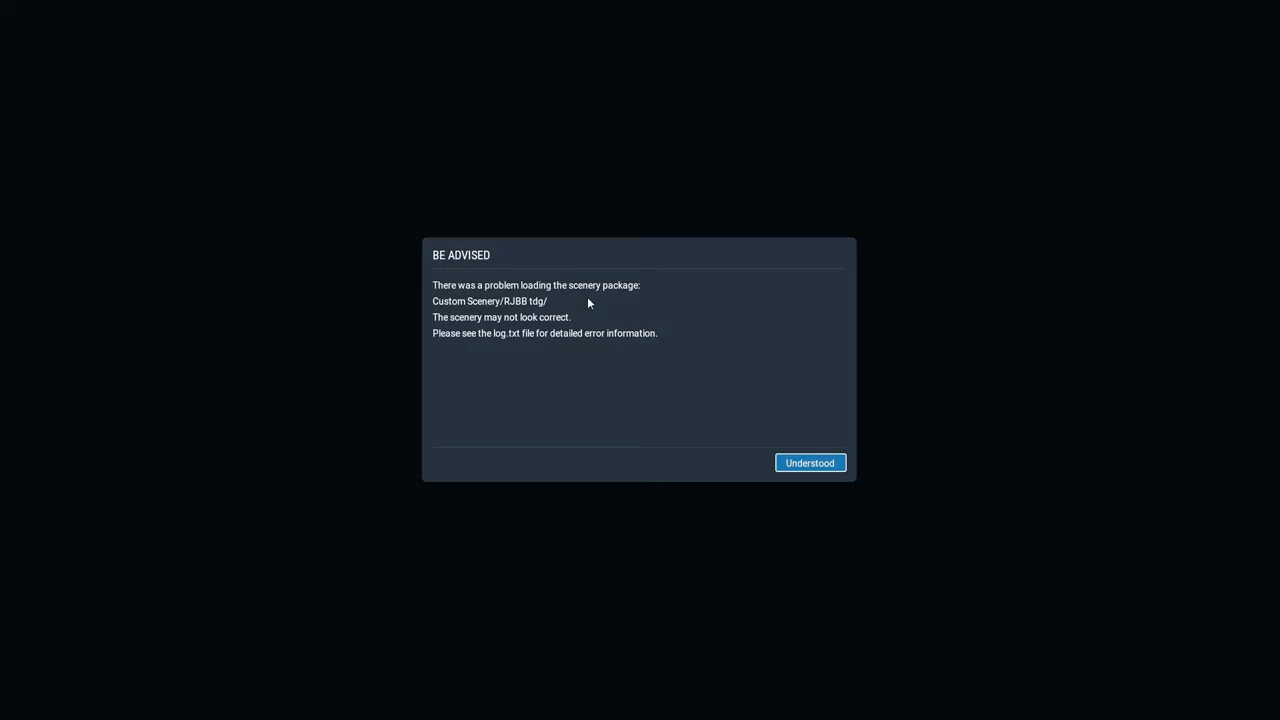 BE ADVISED
There was a problem loading the scenery package:
Custom Scenery/RJBB tdg/
The scenery may not look correct.
Please see the log.txt file for detailed error information.
Understood